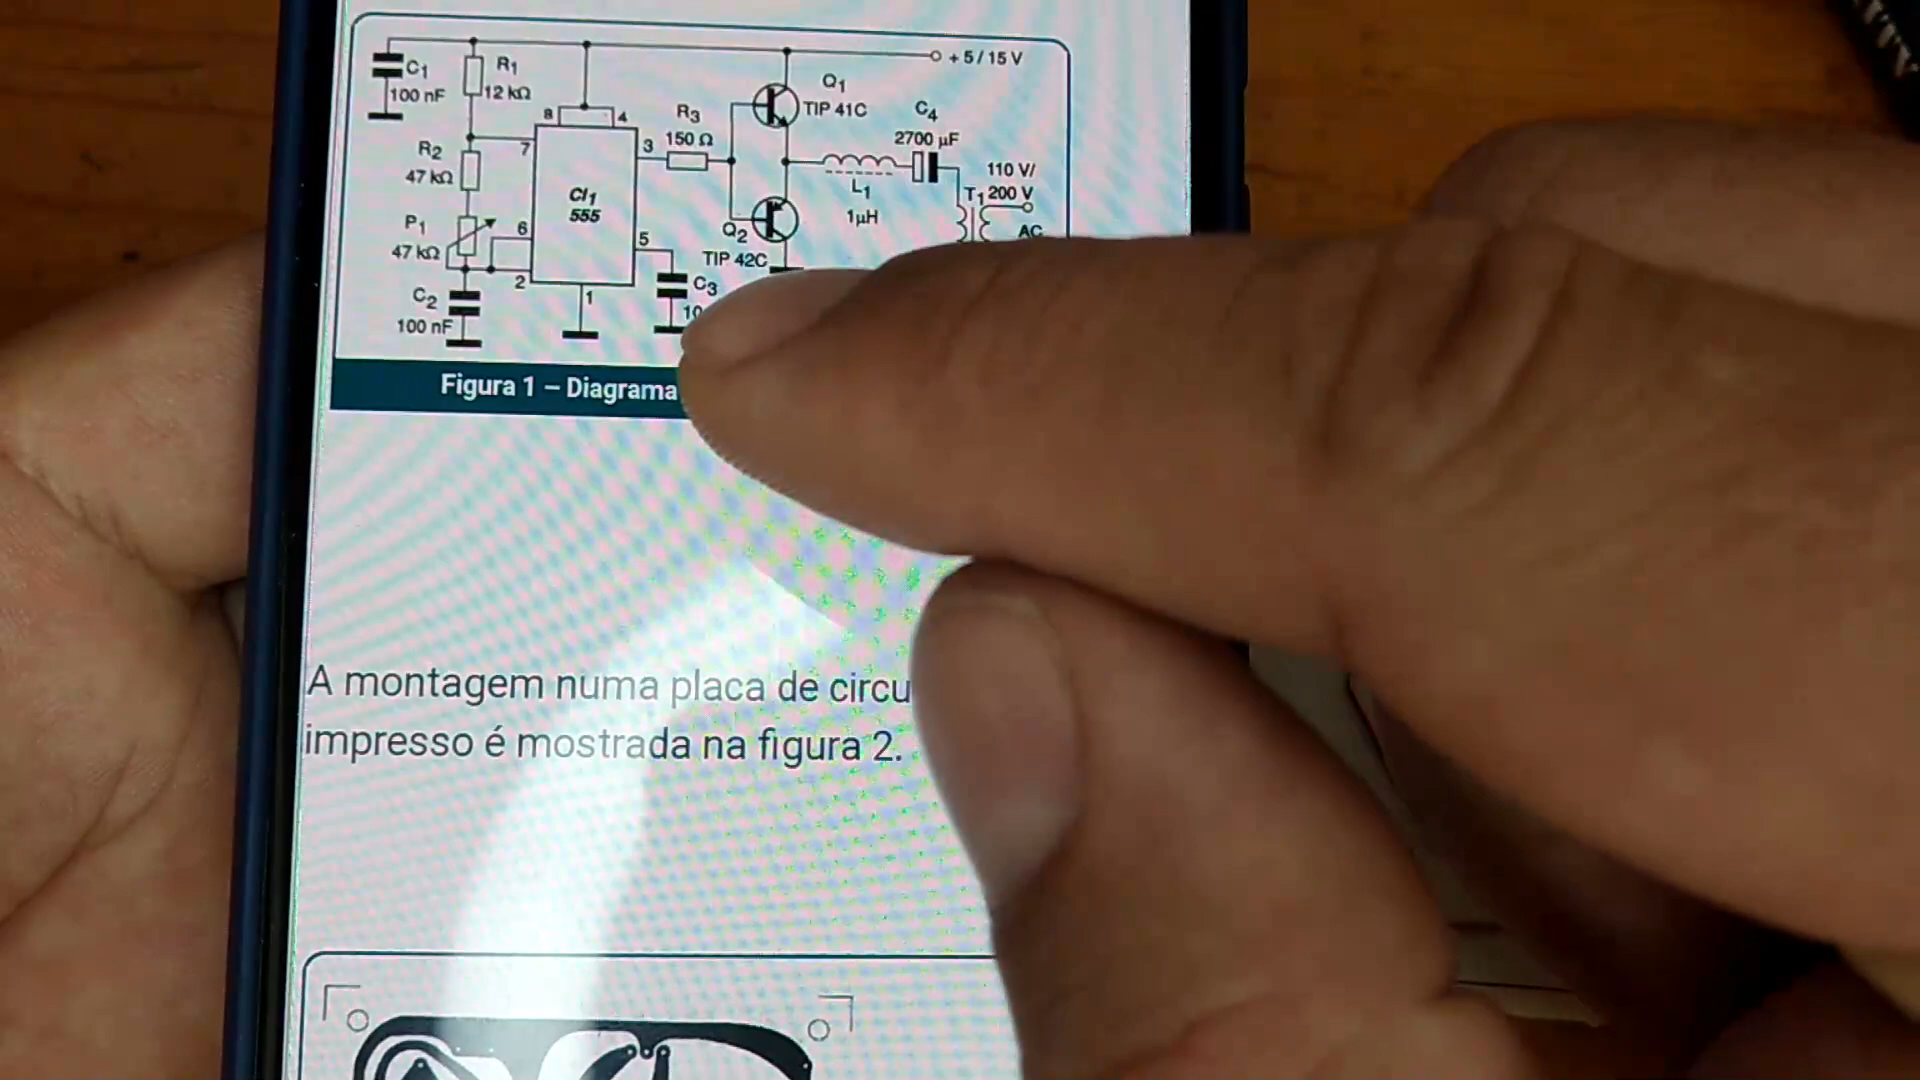 C1
100 nF
R1
12 kΩ
+ 5 / 15 V
Q1
TIP 41C
C4
2700 µF
8
4
R3
150 Ω
3
7
R2
47 kΩ
CI1
555
L1
1µH
110 V/
T1 200 V
AC
P1
47 kΩ
6
5
Q2
TIP 42C
2
C2
100 nF
1
C3
10
Figura 1 – Diagrama
A montagem numa placa de circu
impresso é mostrada na figura 2.